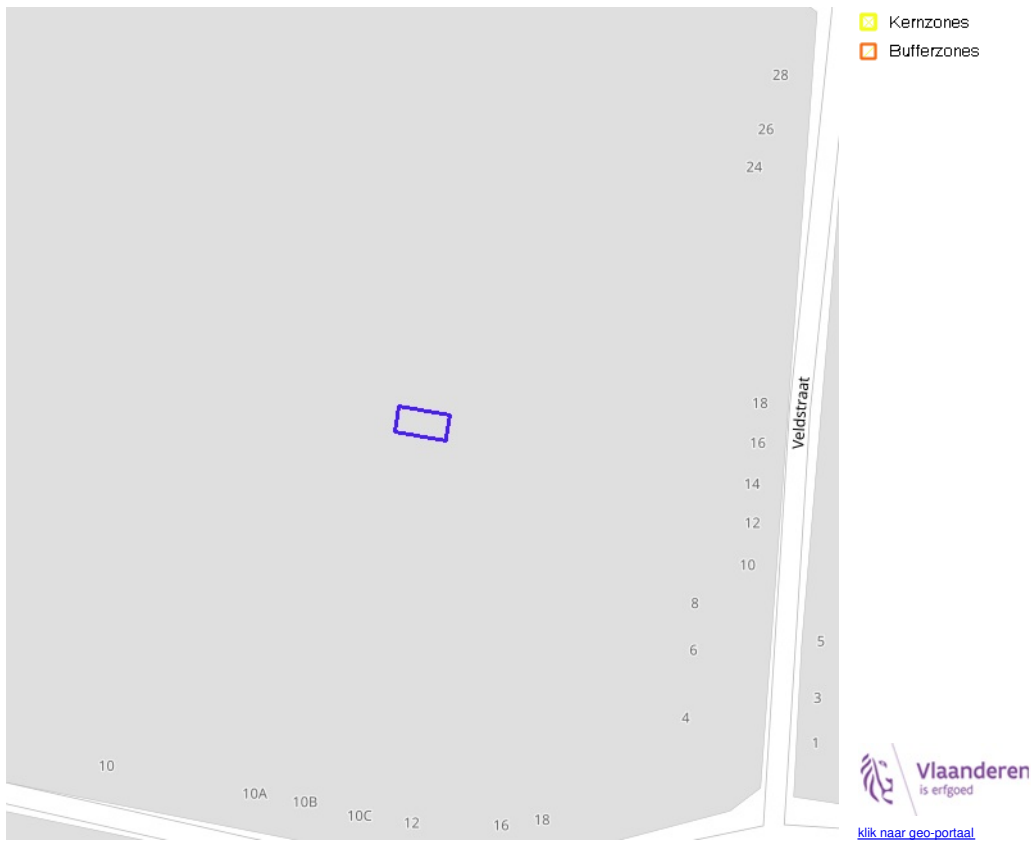 Kernzones
Bufferzones
28
26
24
18
16
14
12
10
8
6
4
Veldstraat
5
3
1
10
10A
10B
10C
12
16
18
Vlaanderen
is erfgoed
klik naar geo-portaal